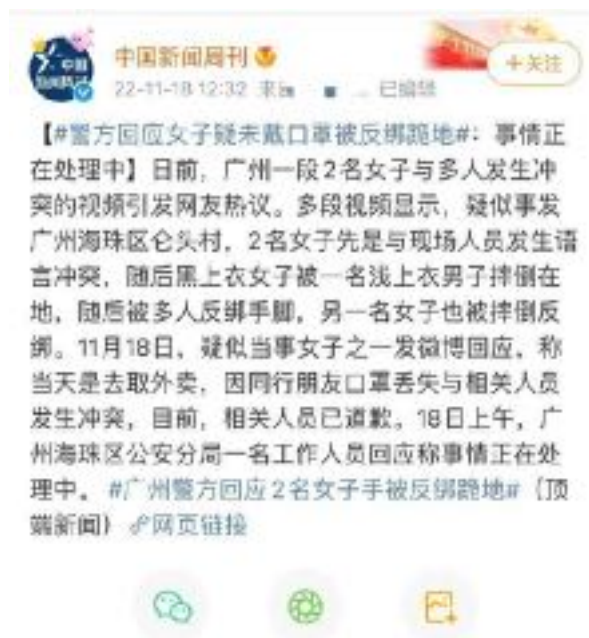 中国新闻周刊
22-11-18 12:32 来自 已编辑
+关注
【#警方回应女子疑未戴口罩被反绑跪地#：事情正
在处理中】日前，广州一段2名女子与多人发生冲
突的视频引发网友热议。多段视频显示，疑似事发
广州海珠区仑头村，2名女子先是与现场人员发生语
言冲突，随后黑上衣女子被一名浅上衣男子摔倒在
地，随后被多人反绑手脚，另一名女子也被摔倒反
绑。11月18日，疑似当事女子之一发微博回应，称
当天是去取外卖，因同行朋友口罩丢失与相关人员
发生冲突，目前，相关人员已道歉。18日上午，广
州海珠区公安分局一名工作人员回应称事情正在处
理中。#广州警方回应2名女子手被反绑跪地#（顶
端新闻）网页链接